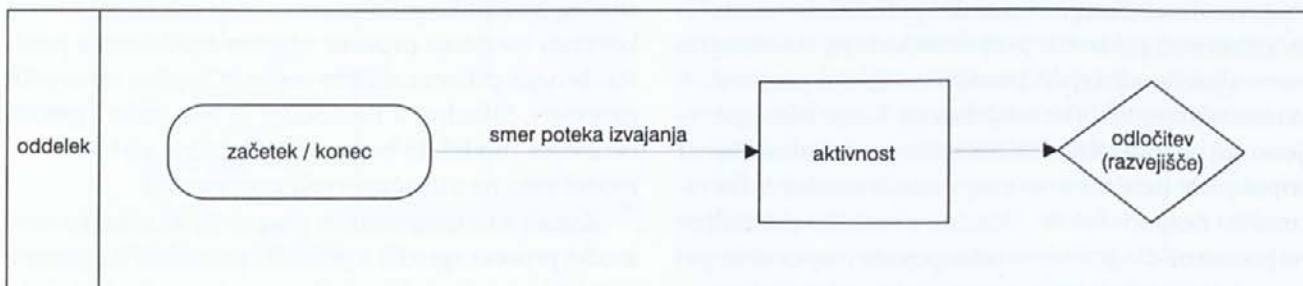 oddelek
začetek / konec
smer poteka izvajanja
aktivnost
odločitev
(razvejišče)